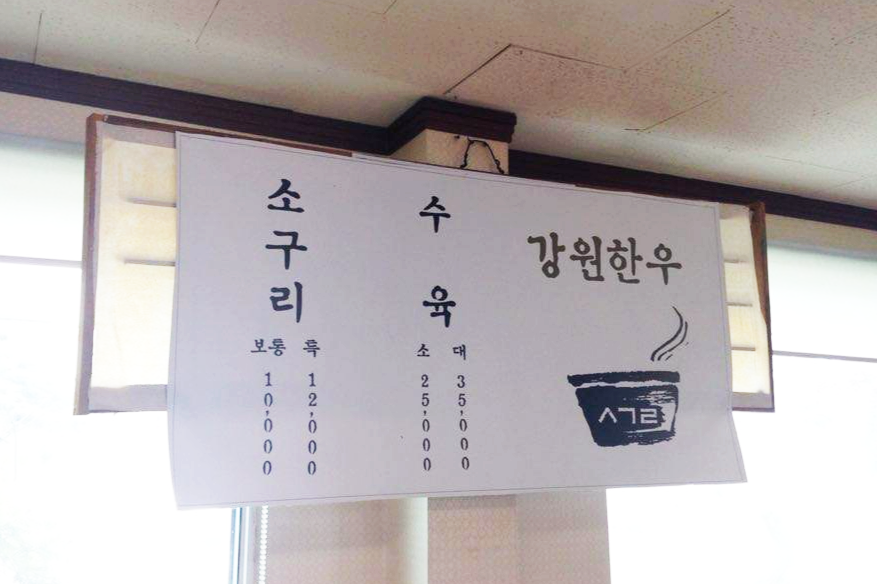 강원한우
ㅅㄱㄹ
수육
소 대
25,000 35,000
소구리
보통 특
10,000 12,000